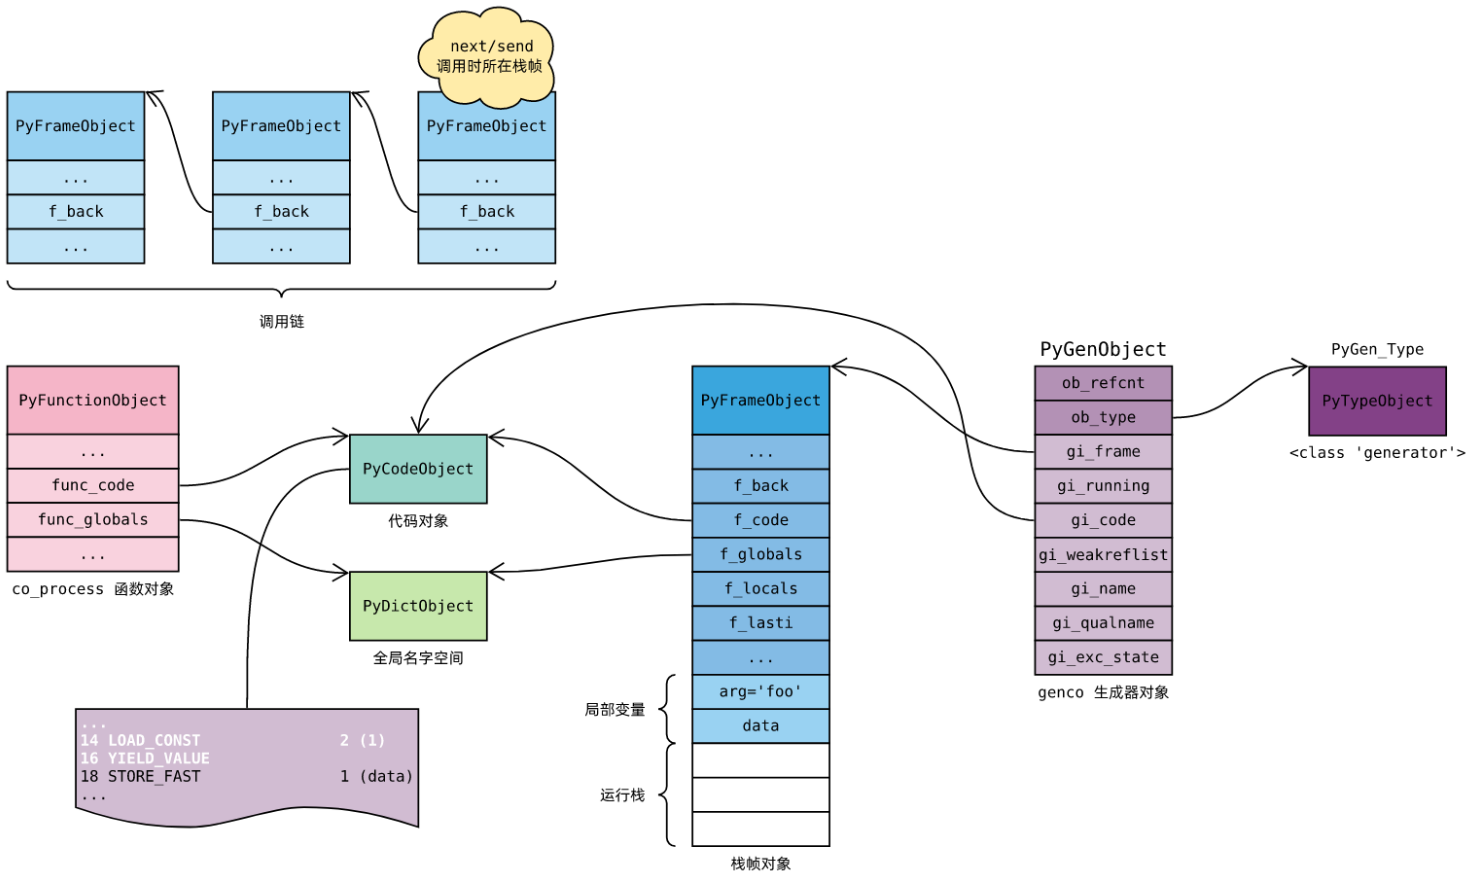 next/send
调用时所在栈帧
PyFrameObject
...
f_back
...
PyFrameObject
...
f_back
...
PyFrameObject
...
f_back
...
调用链
PyFunctionObject
...
func_code
func_globals
...
co_process 函数对象
PyCodeObject
代码对象
PyDictObject
全局名字空间
...
14 LOAD_CONST 2 (1)
16 YIELD_VALUE
18 STORE_FAST 1 (data)
...
PyFrameObject
...
f_back
f_code
f_globals
f_locals
f_lasti
...
arg='foo'
data
局部变量
运行栈
栈帧对象
PyGenObject
ob_refcnt
ob_type
gi_frame
gi_running
gi_code
gi_weakreflist
gi_name
gi_qualname
gi_exc_state
genco 生成器对象
PyGen_Type
PyTypeObject
<class 'generator'>